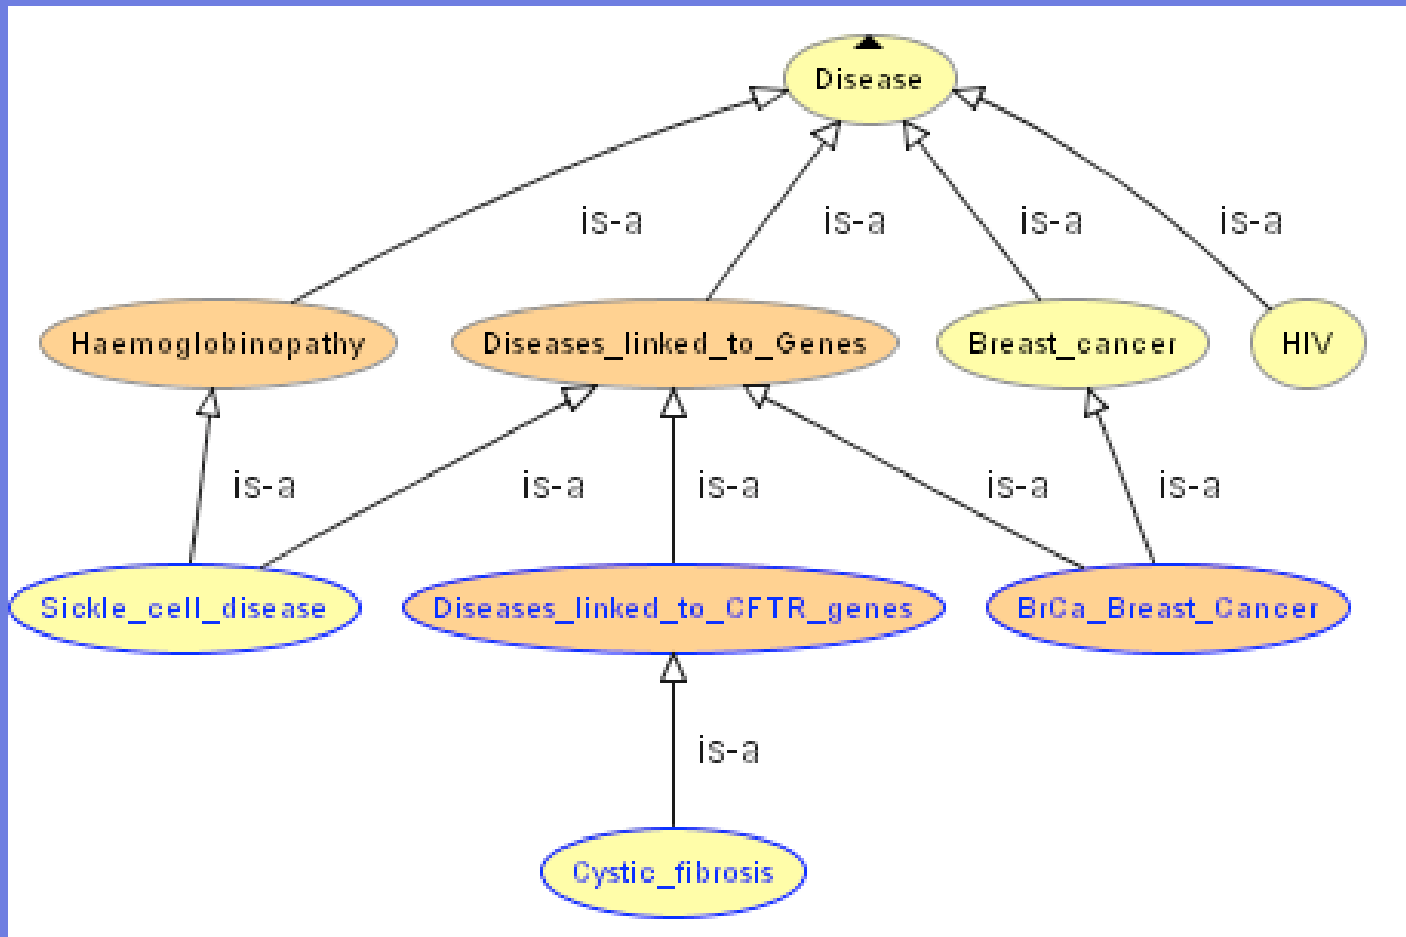 Disease
is-a is-a is-a is-a
Haemoglobinopathy Diseases_linked_to_Genes Breast_cancer HIV
is-a is-a is-a is-a is-a
Sickle_cell_disease Diseases_linked_to_CFTR_genes BrCa_Breast_Cancer
is-a
Cystic_fibrosis